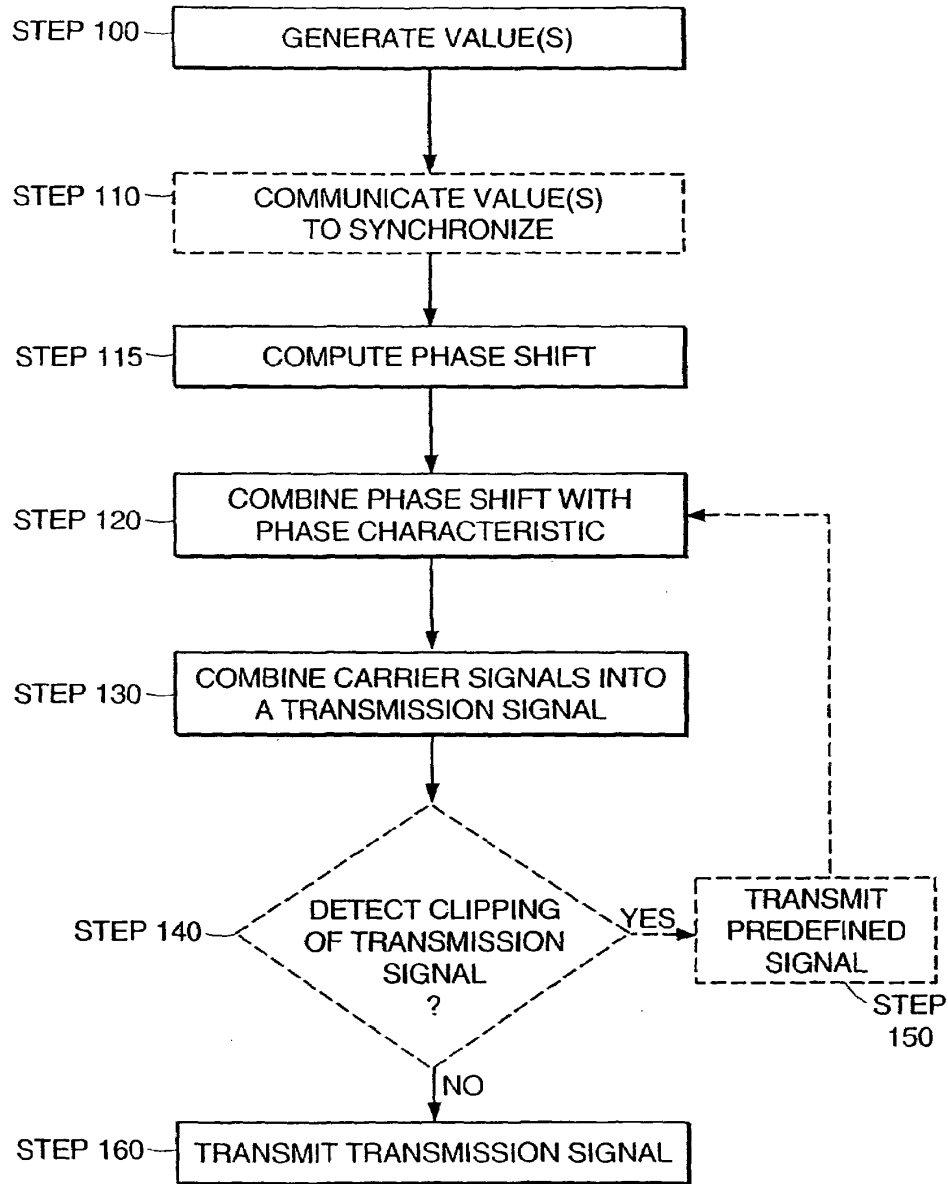 STEP 100
GENERATE VALUE(S)
STEP 110
COMMUNICATE VALUE(S)
TO SYNCHRONIZE
STEP 115
COMPUTE PHASE SHIFT
STEP 120
COMBINE PHASE SHIFT WITH
PHASE CHARACTERISTIC
STEP 130
COMBINE CARRIER SIGNALS INTO
A TRANSMISSION SIGNAL
STEP 140
DETECT CLIPPING
OF TRANSMISSION
SIGNAL
?
YES
TRANSMIT
PREDEFINED
SIGNAL
STEP
150
NO
STEP 160
TRANSMIT TRANSMISSION SIGNAL